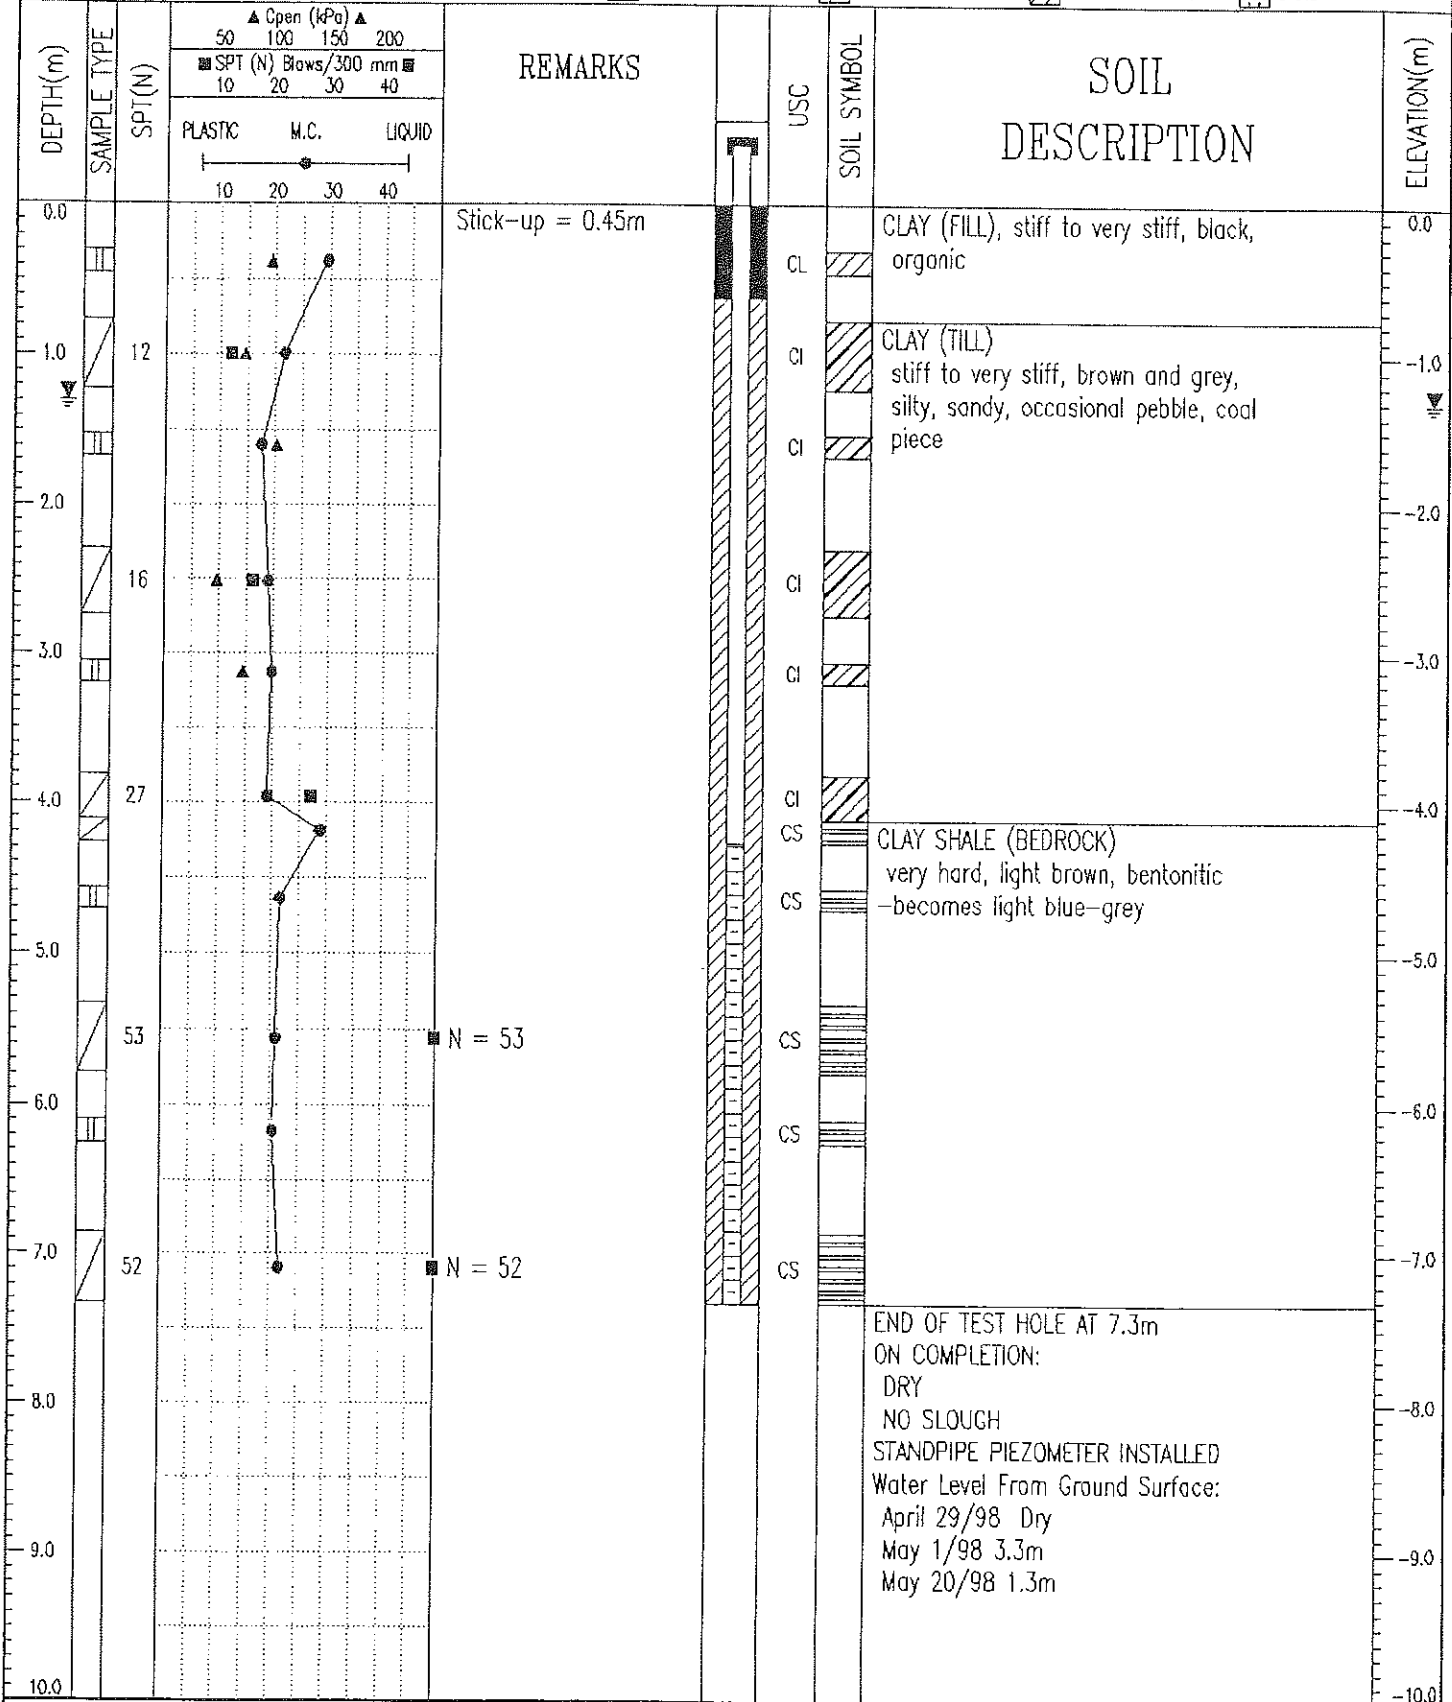 ▲ Cpen (kPa) ▲
50 100 150 200
■ SPT (N) Blows/300 mm ■
10 20 30 40
PLASTIC M.C. LIQUID
10 20 30 40
DEPTH(m)
SAMPLE TYPE
SPT(N)
REMARKS
USC
SOIL SYMBOL
SOIL
DESCRIPTION
ELEVATION(m)
0.0
Stick-up = 0.45m
CLAY (FILL), stiff to very stiff, black,
organic
0.0
CL
1.0
12
CI
CLAY (TILL)
stiff to very stiff, brown and grey,
silty, sandy, occasional pebble, coal
piece
-1.0
CI
2.0
-2.0
16
CI
3.0
CI
-3.0
4.0
27
CI
-4.0
CS
CLAY SHALE (BEDROCK)
very hard, light brown, bentonitic
-becomes light blue-grey
CS
5.0
-5.0
53
N = 53
CS
6.0
-6.0
CS
7.0
-7.0
52
N = 52
CS
END OF TEST HOLE AT 7.3m
ON COMPLETION:
DRY
NO SLOUGH
STANDPIPE PIEZOMETER INSTALLED
Water Level From Ground Surface:
April 29/98 Dry
May 1/98 3.3m
May 20/98 1.3m
8.0
-8.0
9.0
-9.0
10.0
-10.0